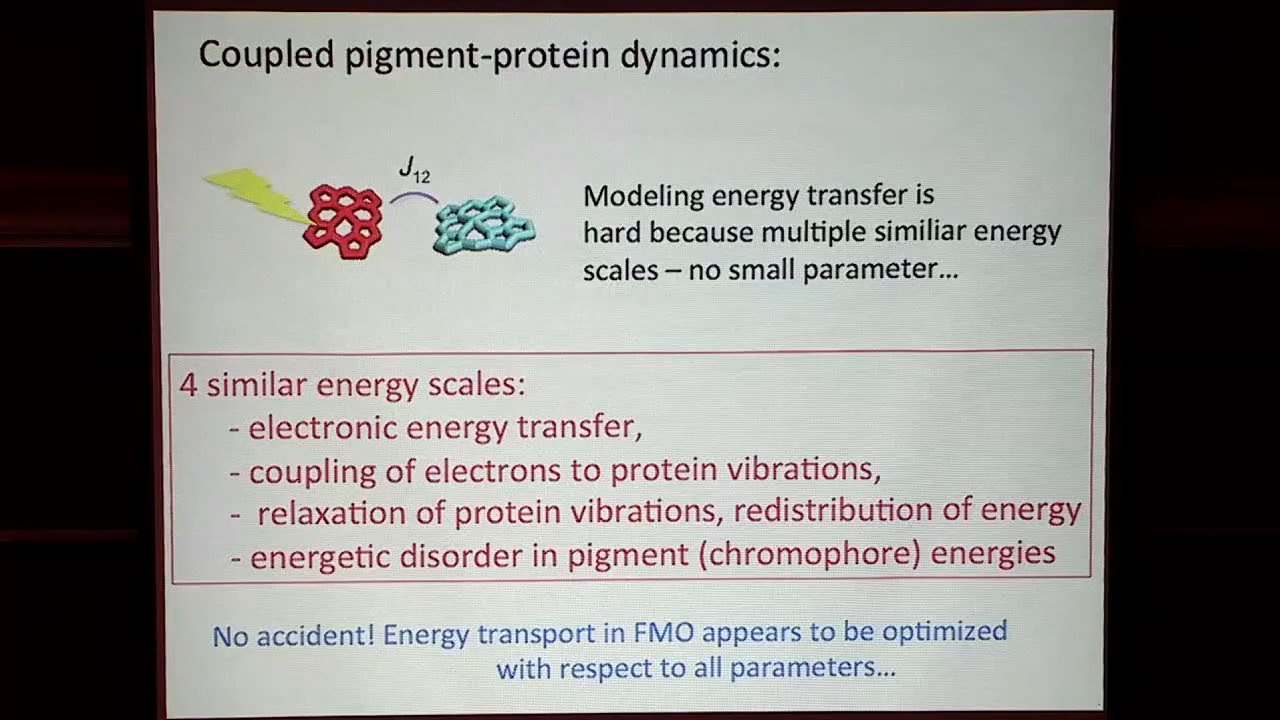 Coupled pigment-protein dynamics:
J12
Modeling energy transfer is
hard because multiple similiar energy
scales – no small parameter...
4 similar energy scales:
- electronic energy transfer,
- coupling of electrons to protein vibrations,
- relaxation of protein vibrations, redistribution of energy
- energetic disorder in pigment (chromophore) energies
No accident! Energy transport in FMO appears to be optimized
with respect to all parameters...